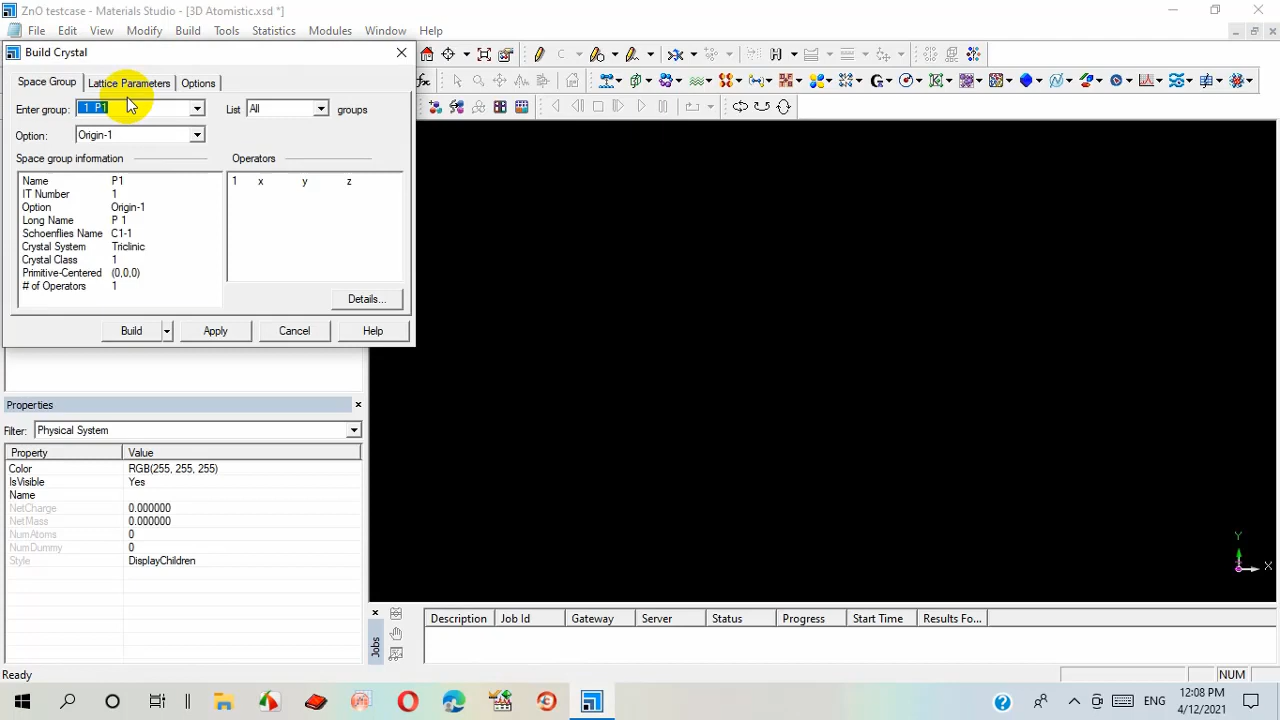 ZnO testcase - Materials Studio - [3D Atomistic.xsd *]
File Edit View Modify Build Tools Statistics Modules Window Help
Build Crystal
Space Group Lattice Parameters Options
Enter group: 1 P1 List All groups
Option: Origin-1
Space group information Operators
Name P1 1 x y z
IT Number 1
Option Origin-1
Long Name P 1
Schoenflies Name C1-1
Crystal System Triclinic
Crystal Class 1
Primitive-Centered (0,0,0)
# of Operators 1
Details...
Build Apply Cancel Help
Properties
Filter: Physical System
Property Value
Color RGB(255, 255, 255)
IsVisible Yes
Name
NetCharge 0.000000
NetMass 0.000000
NumAtoms 0
NumDummy 0
Style DisplayChildren
Y
X
Jobs
Description Job Id Gateway Server Status Progress Start Time Results Fo...
Ready NUM
ENG 12:08 PM
4/12/2021